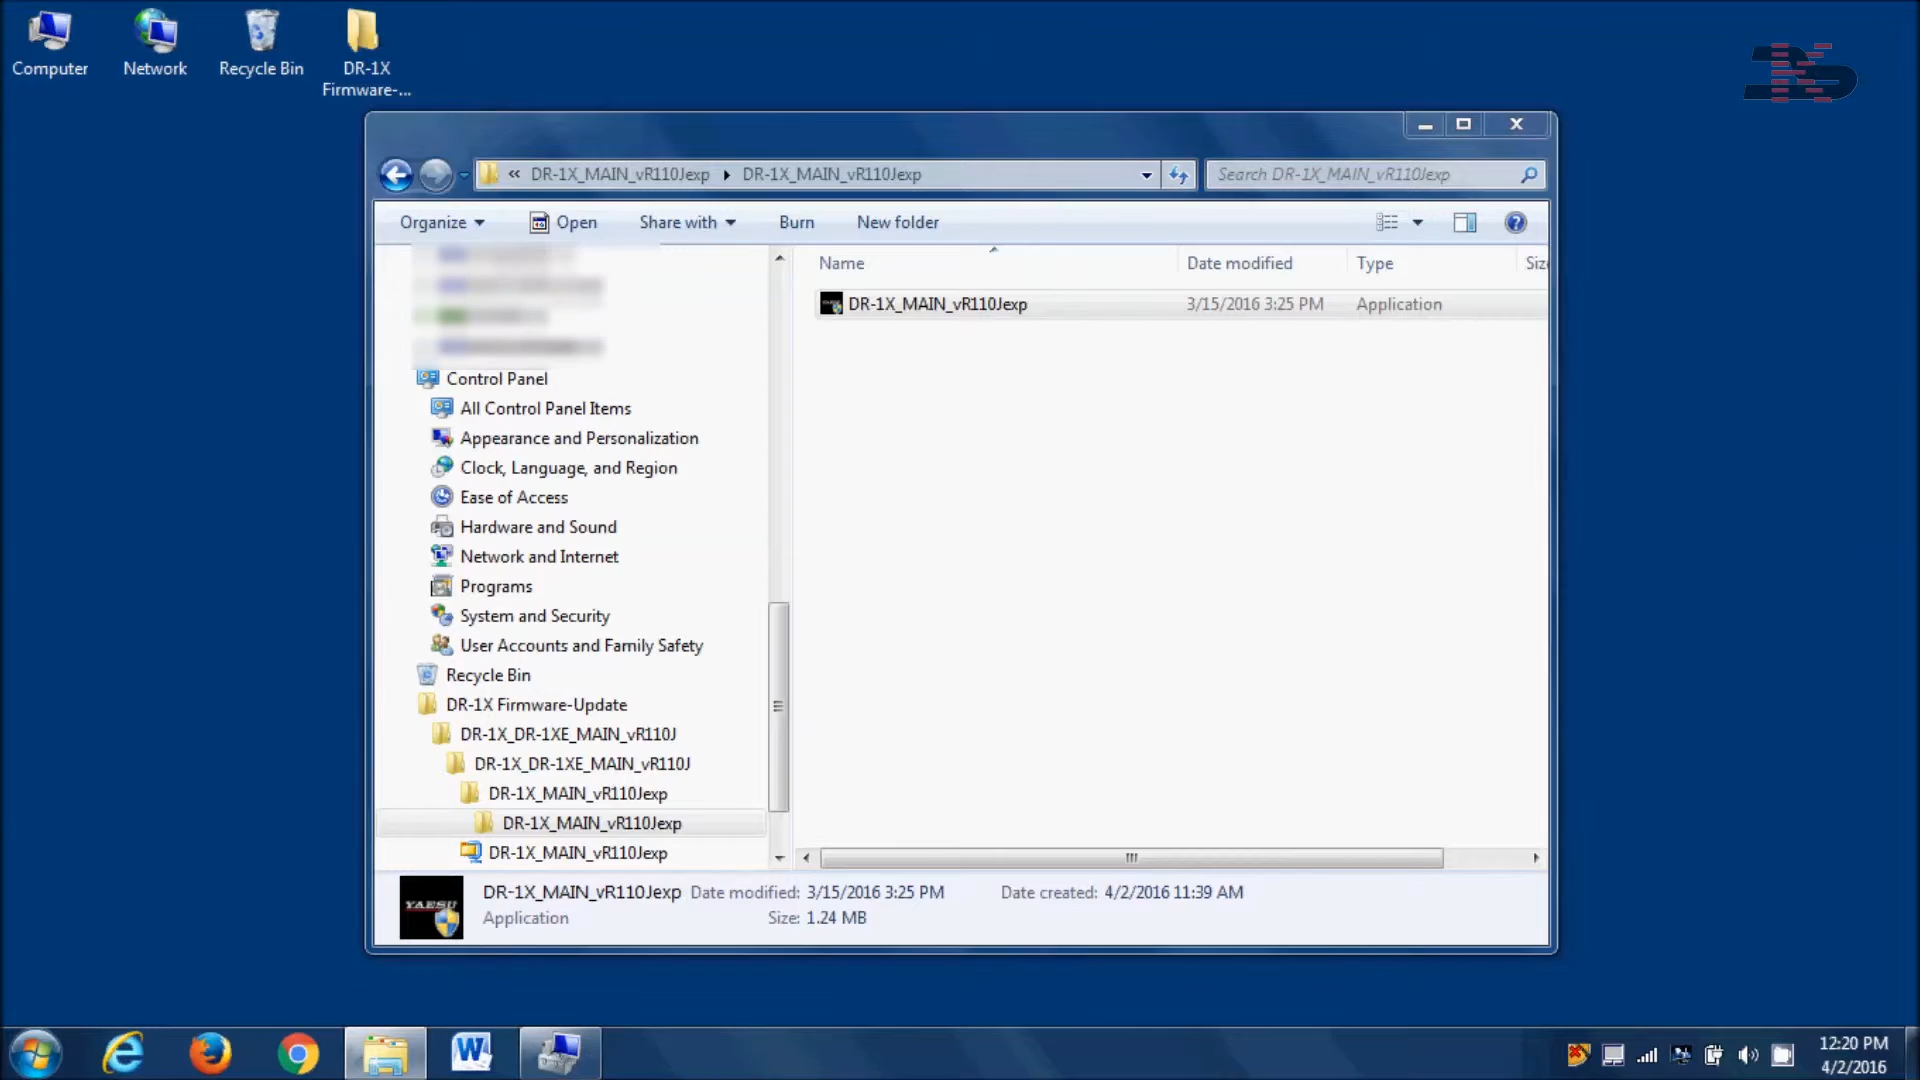 Computer
Network
Recycle Bin
DR-1X
Firmware-...
« DR-1X_MAIN_vR110Jexp DR-1X_MAIN_vR110Jexp
Search DR-1X_MAIN_vR110Jexp
Organize Open Share with Burn New folder
Name Date modified Type Siz
DR-1X_MAIN_vR110Jexp 3/15/2016 3:25 PM Application
Control Panel
All Control Panel Items
Appearance and Personalization
Clock, Language, and Region
Ease of Access
Hardware and Sound
Network and Internet
Programs
System and Security
User Accounts and Family Safety
Recycle Bin
DR-1X Firmware-Update
DR-1X_DR-1XE_MAIN_vR110J
DR-1X_DR-1XE_MAIN_vR110J
DR-1X_MAIN_vR110Jexp
DR-1X_MAIN_vR110Jexp
DR-1X_MAIN_vR110Jexp
YAESU
DR-1X_MAIN_vR110Jexp Date modified: 3/15/2016 3:25 PM Date created: 4/2/2016 11:39 AM
Application Size: 1.24 MB
12:20 PM
4/2/2016